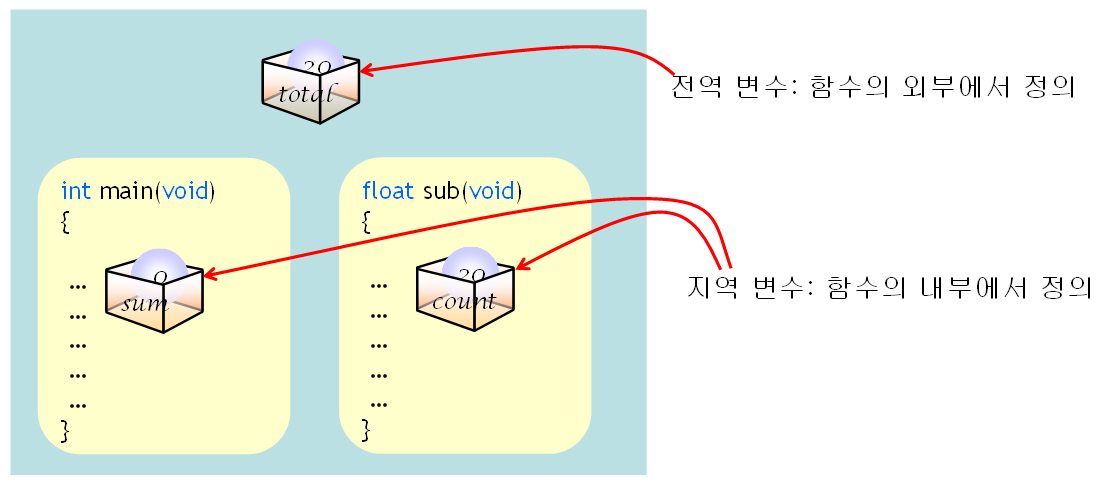 20
total
전역 변수: 함수의 외부에서 정의
int main(void)
{
0
...
sum
...
...
...
...
}
float sub(void)
{
20
...
count
...
...
...
...
}
지역 변수: 함수의 내부에서 정의